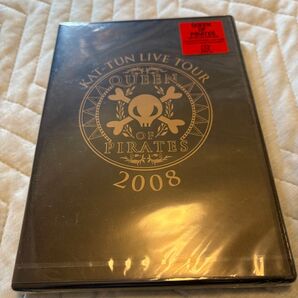 QUEEN
OF
PIRATES
KAT-TUN LIVE TOUR
QUEEN
OF
PIRATES
2008